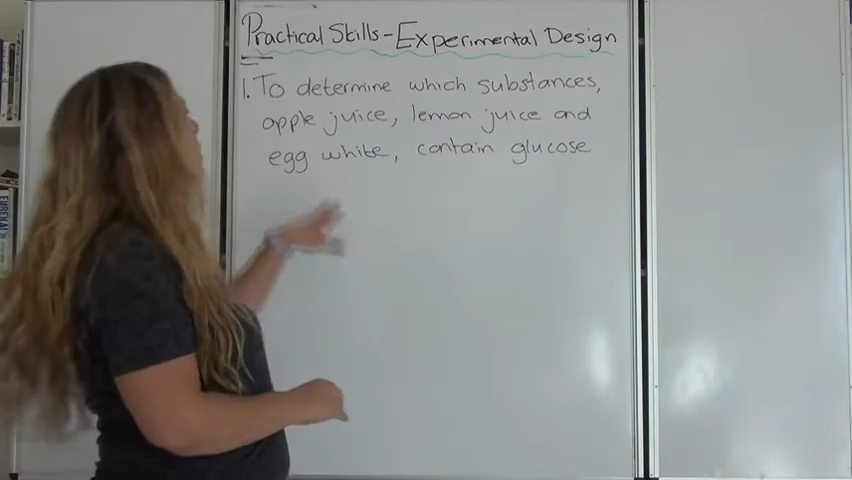 Practical Skills - Experimental Design
1. To determine which substances,
apple juice, lemon juice and
egg white, contain glucose